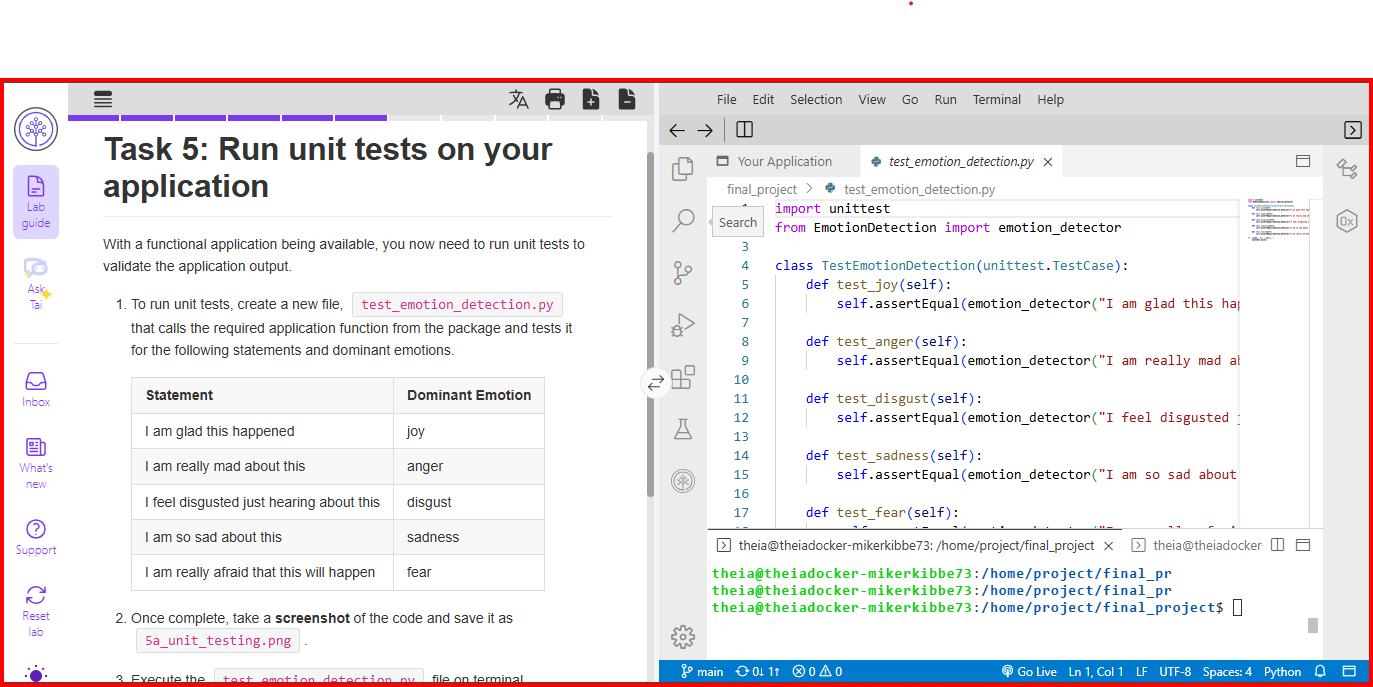 File Edit Selection View Go Run Terminal Help
Lab
guide
Ask
Tai
Inbox
What's
new
Support
Reset
lab
Task 5: Run unit tests on your
application
With a functional application being available, you now need to run unit tests to
validate the application output.
1. To run unit tests, create a new file, test_emotion_detection.py
that calls the required application function from the package and tests it
for the following statements and dominant emotions.
Statement Dominant Emotion
I am glad this happened joy
I am really mad about this anger
I feel disgusted just hearing about this disgust
I am so sad about this sadness
I am really afraid that this will happen fear
2. Once complete, take a screenshot of the code and save it as
5a_unit_testing.png .
3. Execute the test_emotion_detection.py file on terminal
Your Application test_emotion_detection.py
final_project > test_emotion_detection.py
Search
1 import unittest
from EmotionDetection import emotion_detector
3
4 class TestEmotionDetection(unittest.TestCase):
5 def test_joy(self):
6 self.assertEqual(emotion_detector("I am glad this hap
7
8 def test_anger(self):
9 self.assertEqual(emotion_detector("I am really mad ab
10
11 def test_disgust(self):
12 self.assertEqual(emotion_detector("I feel disgusted j
13
14 def test_sadness(self):
15 self.assertEqual(emotion_detector("I am so sad about
16
17 def test_fear(self):
theia@theiadocker-mikerkibbe73: /home/project/final_project theia@theiadocker
theia@theiadocker-mikerkibbe73:/home/project/final_pr
theia@theiadocker-mikerkibbe73:/home/project/final_pr
theia@theiadocker-mikerkibbe73:/home/project/final_project$
main 0↓ 1↑ 0 0 Go Live Ln 1, Col 1 LF UTF-8 Spaces: 4 Python